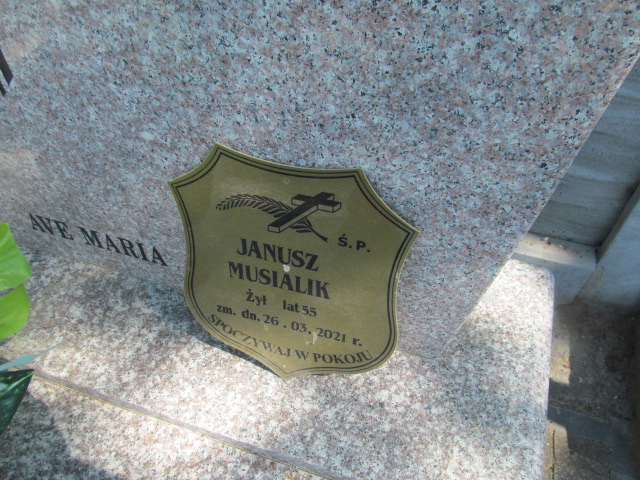 AVE MARIA
Ś.P.
JANUSZ
MUSIALIK
Żył lat 55
zm. dn. 26 . 03. 2021 r.
SPOCZYWAJ W POKOJU